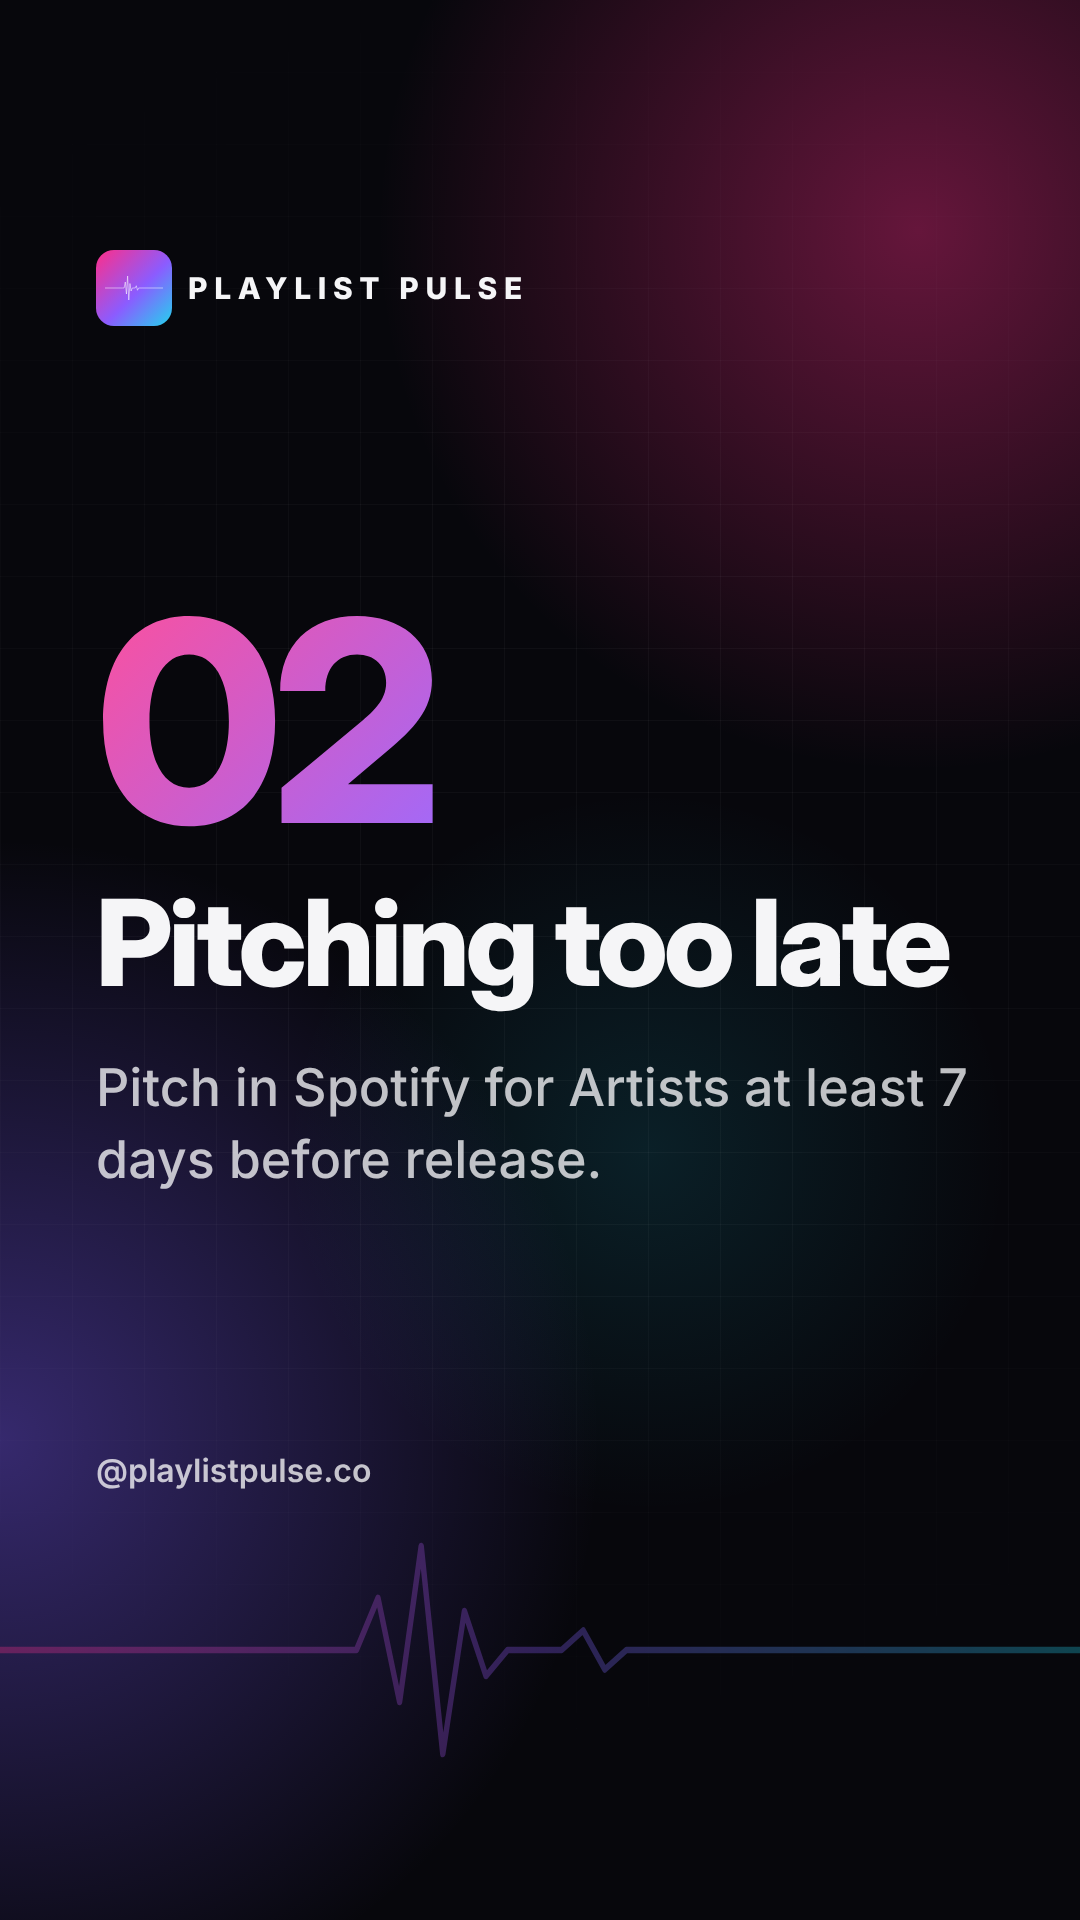 PLAYLIST PULSE
02
Pitching too late
Pitch in Spotify for Artists at least 7
days before release.
@playlistpulse.co